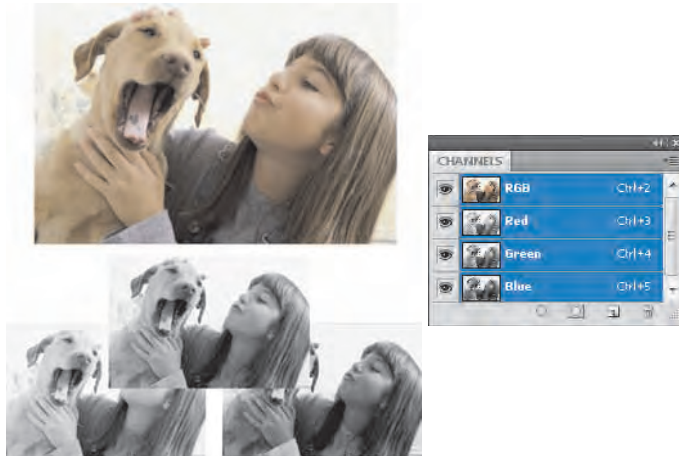 CHANNELS
RGB Ctrl+2
Red Ctrl+3
Green Ctrl+4
Blue Ctrl+5